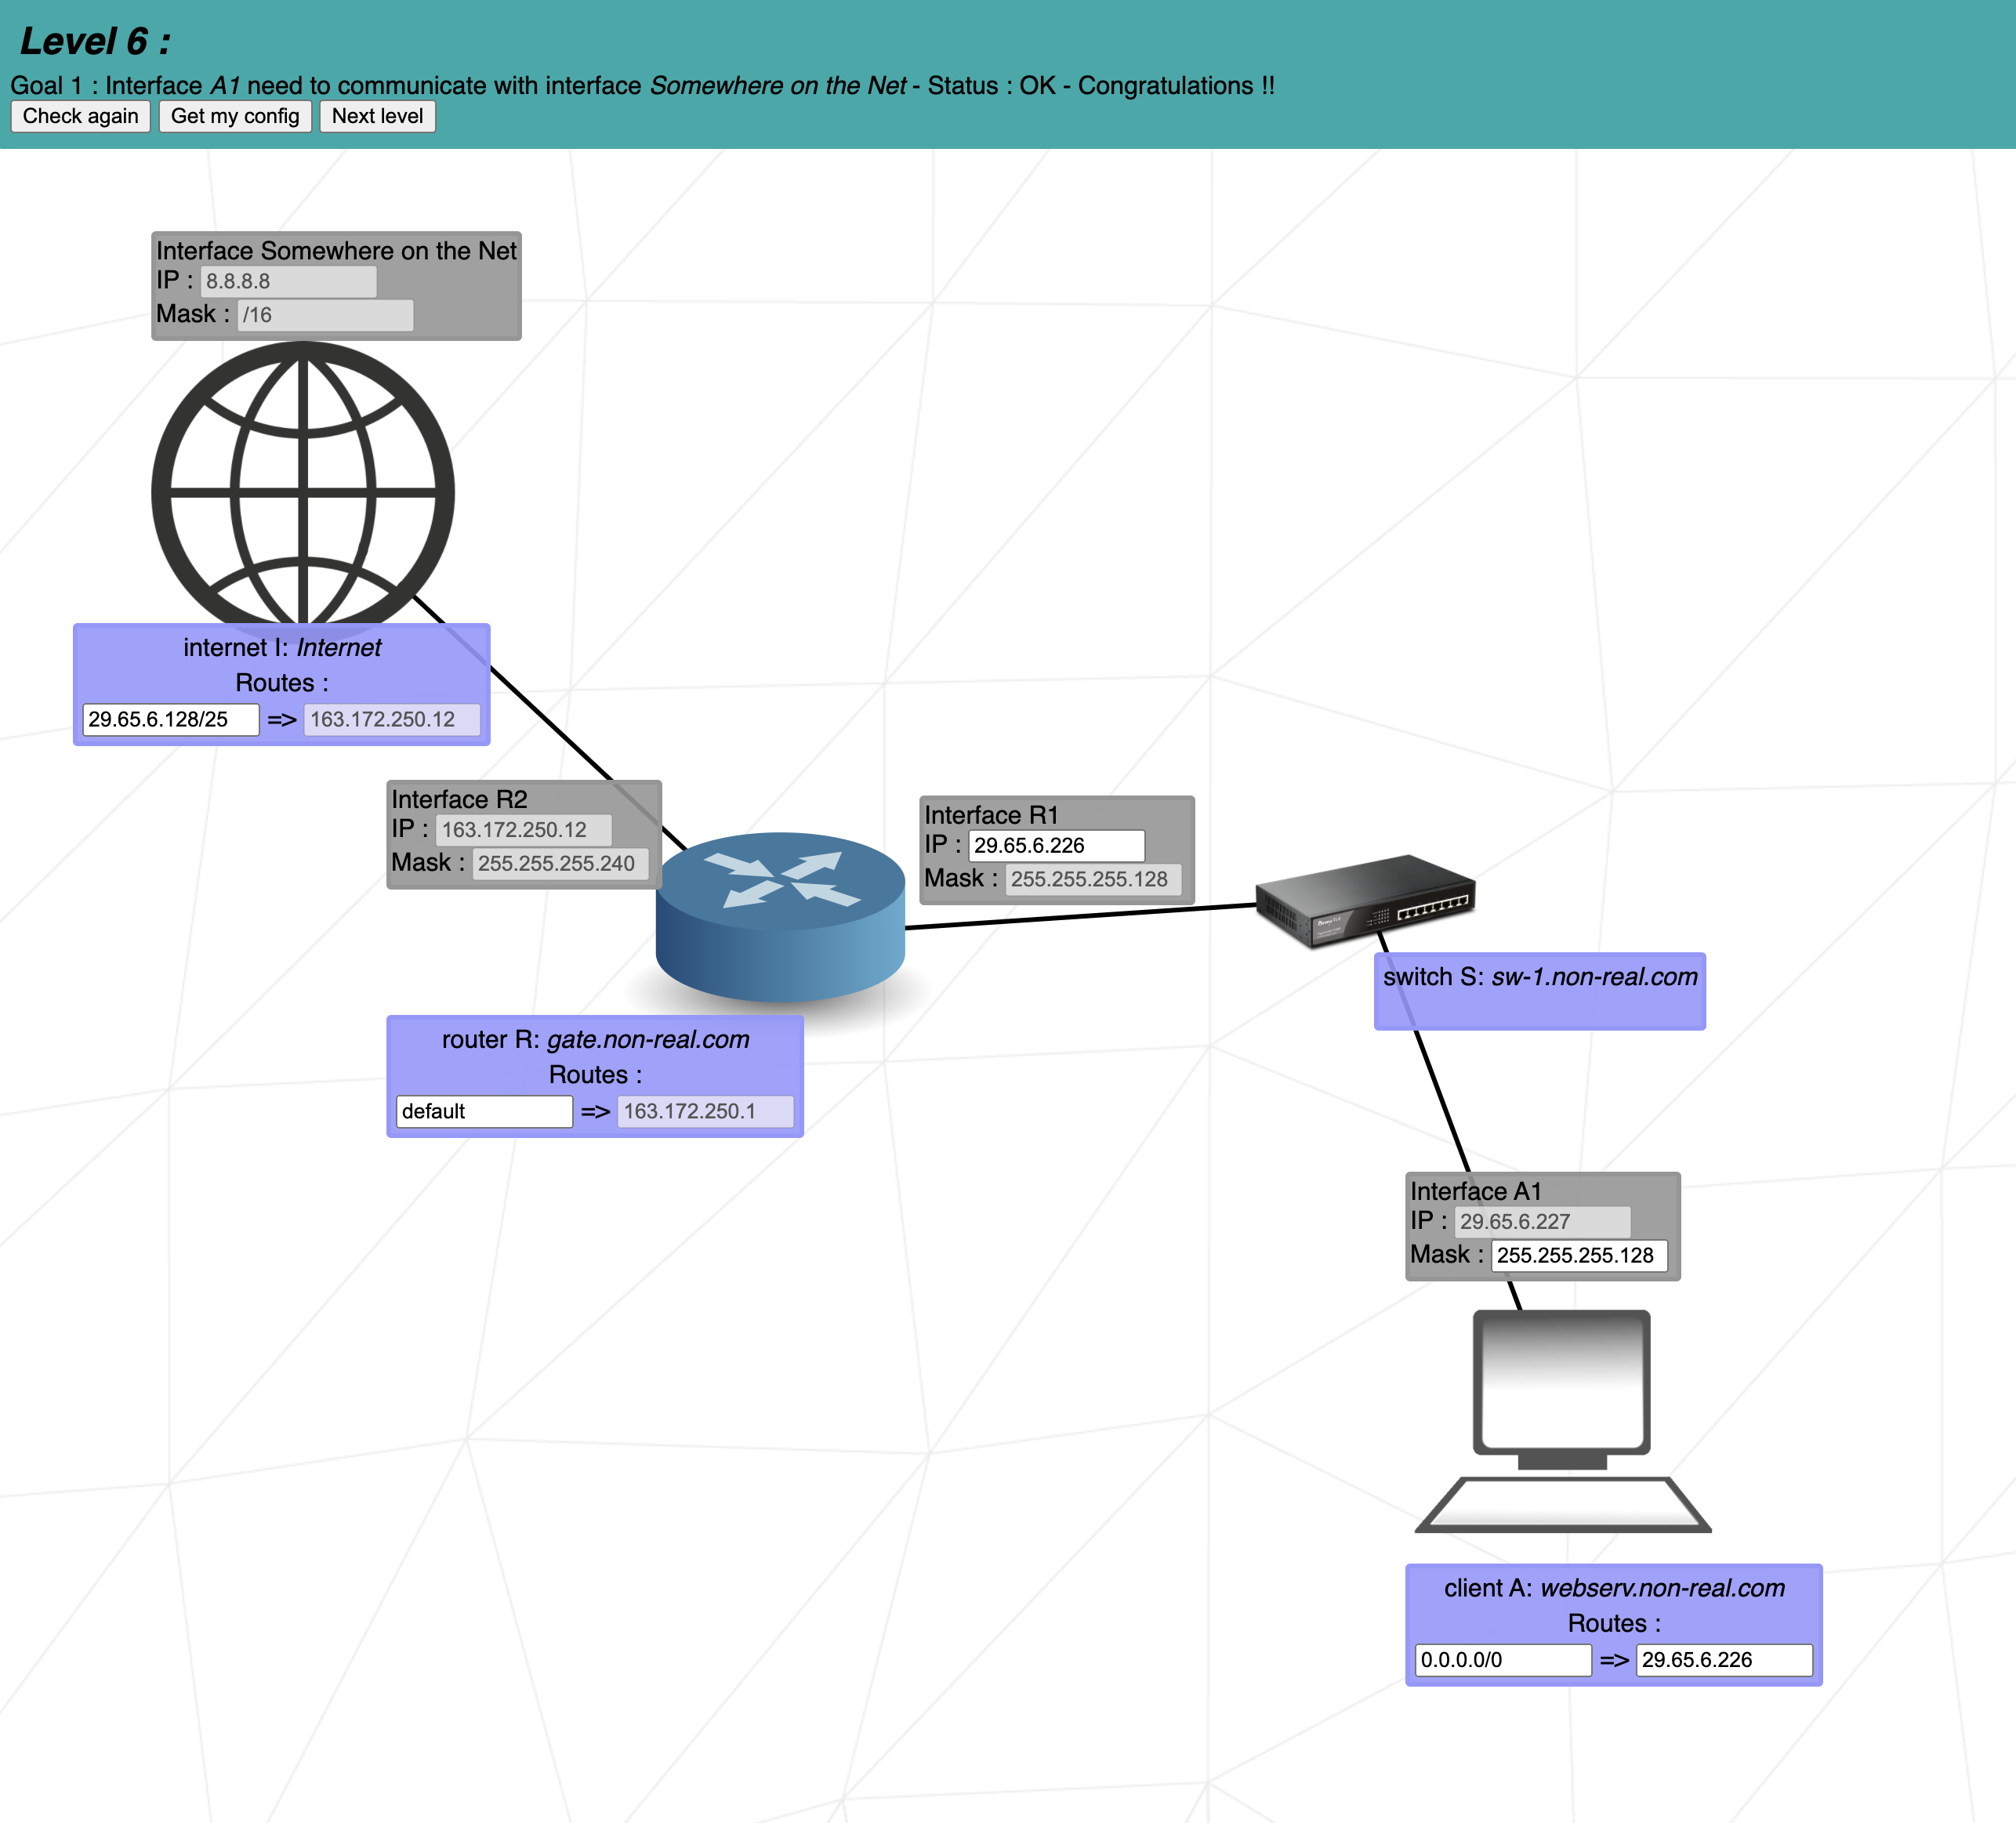 Level 6 :
Goal 1 : Interface A1 need to communicate with interface Somewhere on the Net - Status : OK - Congratulations !!
Check again Get my config Next level
Interface Somewhere on the Net
IP : 8.8.8.8
Mask : /16
internet I: Internet
Routes :
29.65.6.128/25 => 163.172.250.12
Interface R2
IP : 163.172.250.12
Mask : 255.255.255.240
Interface R1
IP : 29.65.6.226
Mask : 255.255.255.128
switch S: sw-1.non-real.com
router R: gate.non-real.com
Routes :
default => 163.172.250.1
Interface A1
IP : 29.65.6.227
Mask : 255.255.255.128
client A: webserv.non-real.com
Routes :
0.0.0.0/0 => 29.65.6.226